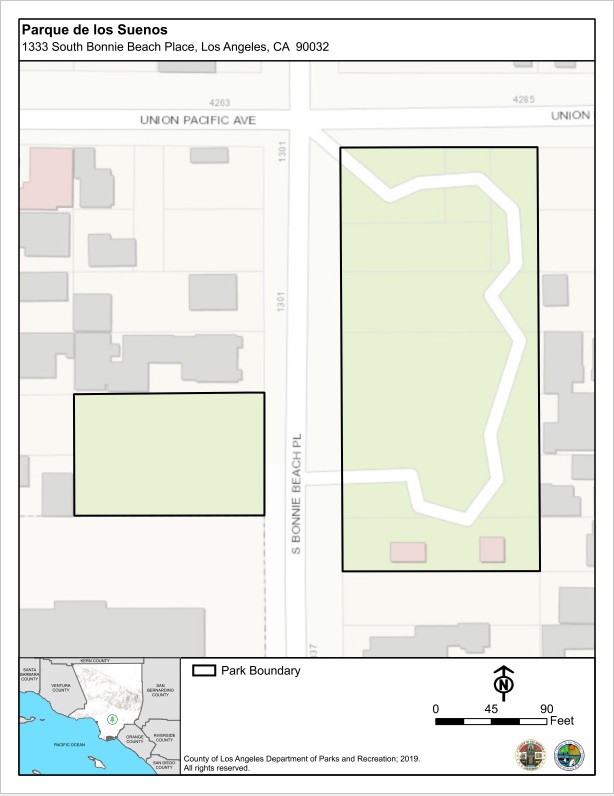 Parque de los Suenos
1333 South Bonnie Beach Place, Los Angeles, CA  90032
4263
4265
UNION PACIFIC AVE
UNION
1301
1301
S BONNIE BEACH PL
37
KERN COUNTY
SANTA
BARBARA
COUNTY
VENTURA
COUNTY
SAN
BERNARDINO
COUNTY
ORANGE
COUNTY
RIVERSIDE
COUNTY
SAN DIEGO
COUNTY
PACIFIC OCEAN
Park Boundary
N
0 45 90
Feet
County of Los Angeles Department of Parks and Recreation; 2019.
All rights reserved.